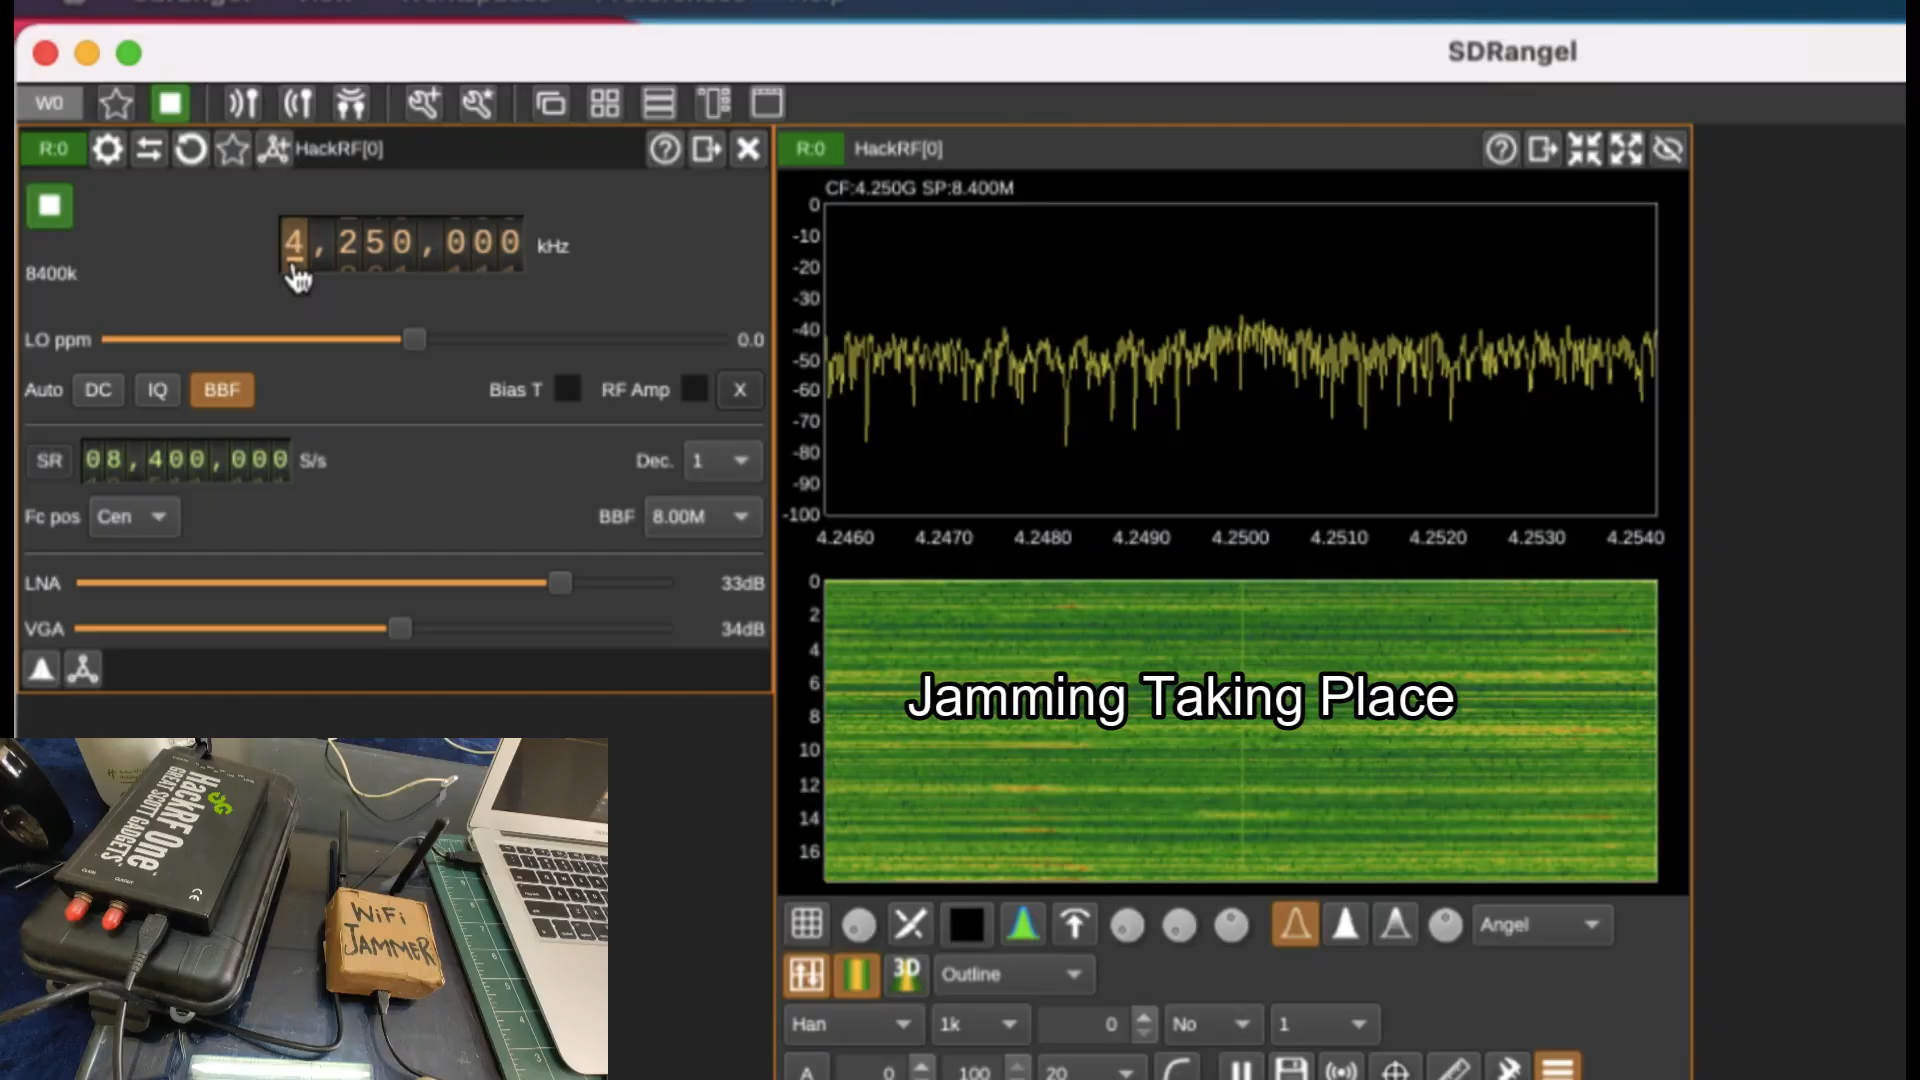 SDRangel
W0
R:0
HackRF[0]
4,250,000 kHz
8400k
LO ppm
0.0
Auto DC IQ BBF Bias T RF Amp X
SR 08,400,000 S/s Dec. 1
Fc pos Cen BBF 8.00M
LNA 33dB
VGA 34dB
R:0 HackRF[0]
CF:4.250G SP:8.400M
0
-10
-20
-30
-40
-50
-60
-70
-80
-90
-100
4.2460 4.2470 4.2480 4.2490 4.2500 4.2510 4.2520 4.2530 4.2540
0
2
4
6
8
10
12
14
16
Jamming Taking Place
Angel
3D Outline
Han 1k 0 No 1
A 0 100 20
HackRF One
GREAT SCOTT GADGETS
CE
WiFi
JAMMER